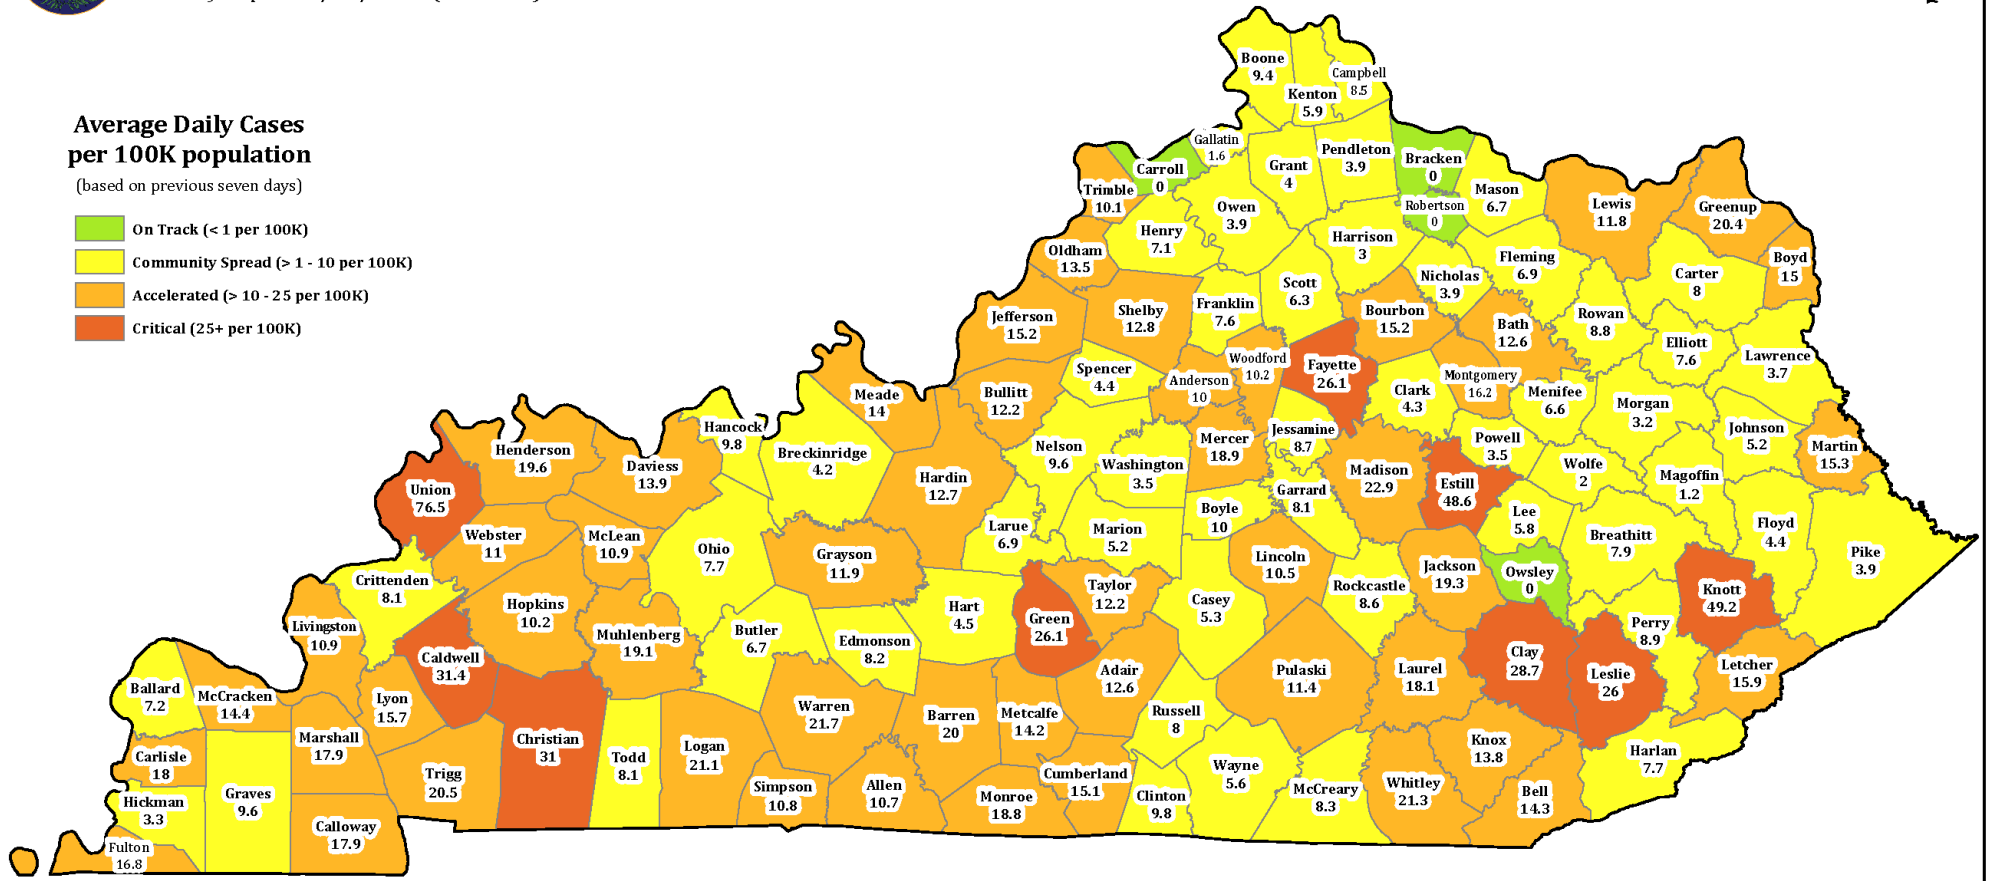 Average Daily Cases
per 100K population
(based on previous seven days)
On Track (< 1 per 100K)
Community Spread (> 1 - 10 per 100K)
Accelerated (> 10 - 25 per 100K)
Critical (25+ per 100K)
Boone
9.4
Kenton
5.9
Campbell
8.5
Gallatin
1.6
Carroll
0
Trimble
10.1
Grant
4
Pendleton
3.9
Bracken
0
Robertson
0
Mason
6.7
Lewis
11.8
Greenup
20.4
Boyd
15
Carter
8
Owen
3.9
Henry
7.1
Oldham
13.5
Harrison
3
Fleming
6.9
Nicholas
3.9
Scott
6.3
Franklin
7.6
Shelby
12.8
Jefferson
15.2
Bourbon
15.2
Bath
12.6
Rowan
8.8
Elliott
7.6
Lawrence
3.7
Spencer
4.4
Anderson
10
Woodford
10.2
Fayette
26.1
Clark
4.3
Montgomery
16.2
Menifee
6.6
Morgan
3.2
Johnson
5.2
Martin
15.3
Bullitt
12.2
Meade
14
Hancock
9.8
Breckinridge
4.2
Hardin
12.7
Nelson
9.6
Washington
3.5
Mercer
18.9
Jessamine
8.7
Madison
22.9
Estill
48.6
Powell
3.5
Wolfe
2
Magoffin
1.2
Floyd
4.4
Pike
3.9
Henderson
19.6
Daviess
13.9
Union
76.5
Webster
11
McLean
10.9
Ohio
7.7
Grayson
11.9
Larue
6.9
Marion
5.2
Boyle
10
Garrard
8.1
Lincoln
10.5
Rockcastle
8.6
Jackson
19.3
Lee
5.8
Owsley
0
Breathitt
7.9
Knott
49.2
Perry
8.9
Letcher
15.9
Crittenden
8.1
Livingston
10.9
Hopkins
10.2
Muhlenberg
19.1
Butler
6.7
Edmonson
8.2
Hart
4.5
Green
26.1
Taylor
12.2
Casey
5.3
Adair
12.6
Pulaski
11.4
Laurel
18.1
Clay
28.7
Leslie
26
Harlan
7.7
Caldwell
31.4
Lyon
15.7
Ballard
7.2
McCracken
14.4
Carlisle
18
Marshall
17.9
Trigg
20.5
Christian
31
Todd
8.1
Logan
21.1
Warren
21.7
Simpson
10.8
Allen
10.7
Barren
20
Metcalfe
14.2
Monroe
18.8
Cumberland
15.1
Russell
8
Clinton
9.8
Wayne
5.6
McCreary
8.3
Whitley
21.3
Knox
13.8
Bell
14.3
Hickman
3.3
Graves
9.6
Calloway
17.9
Fulton
16.8